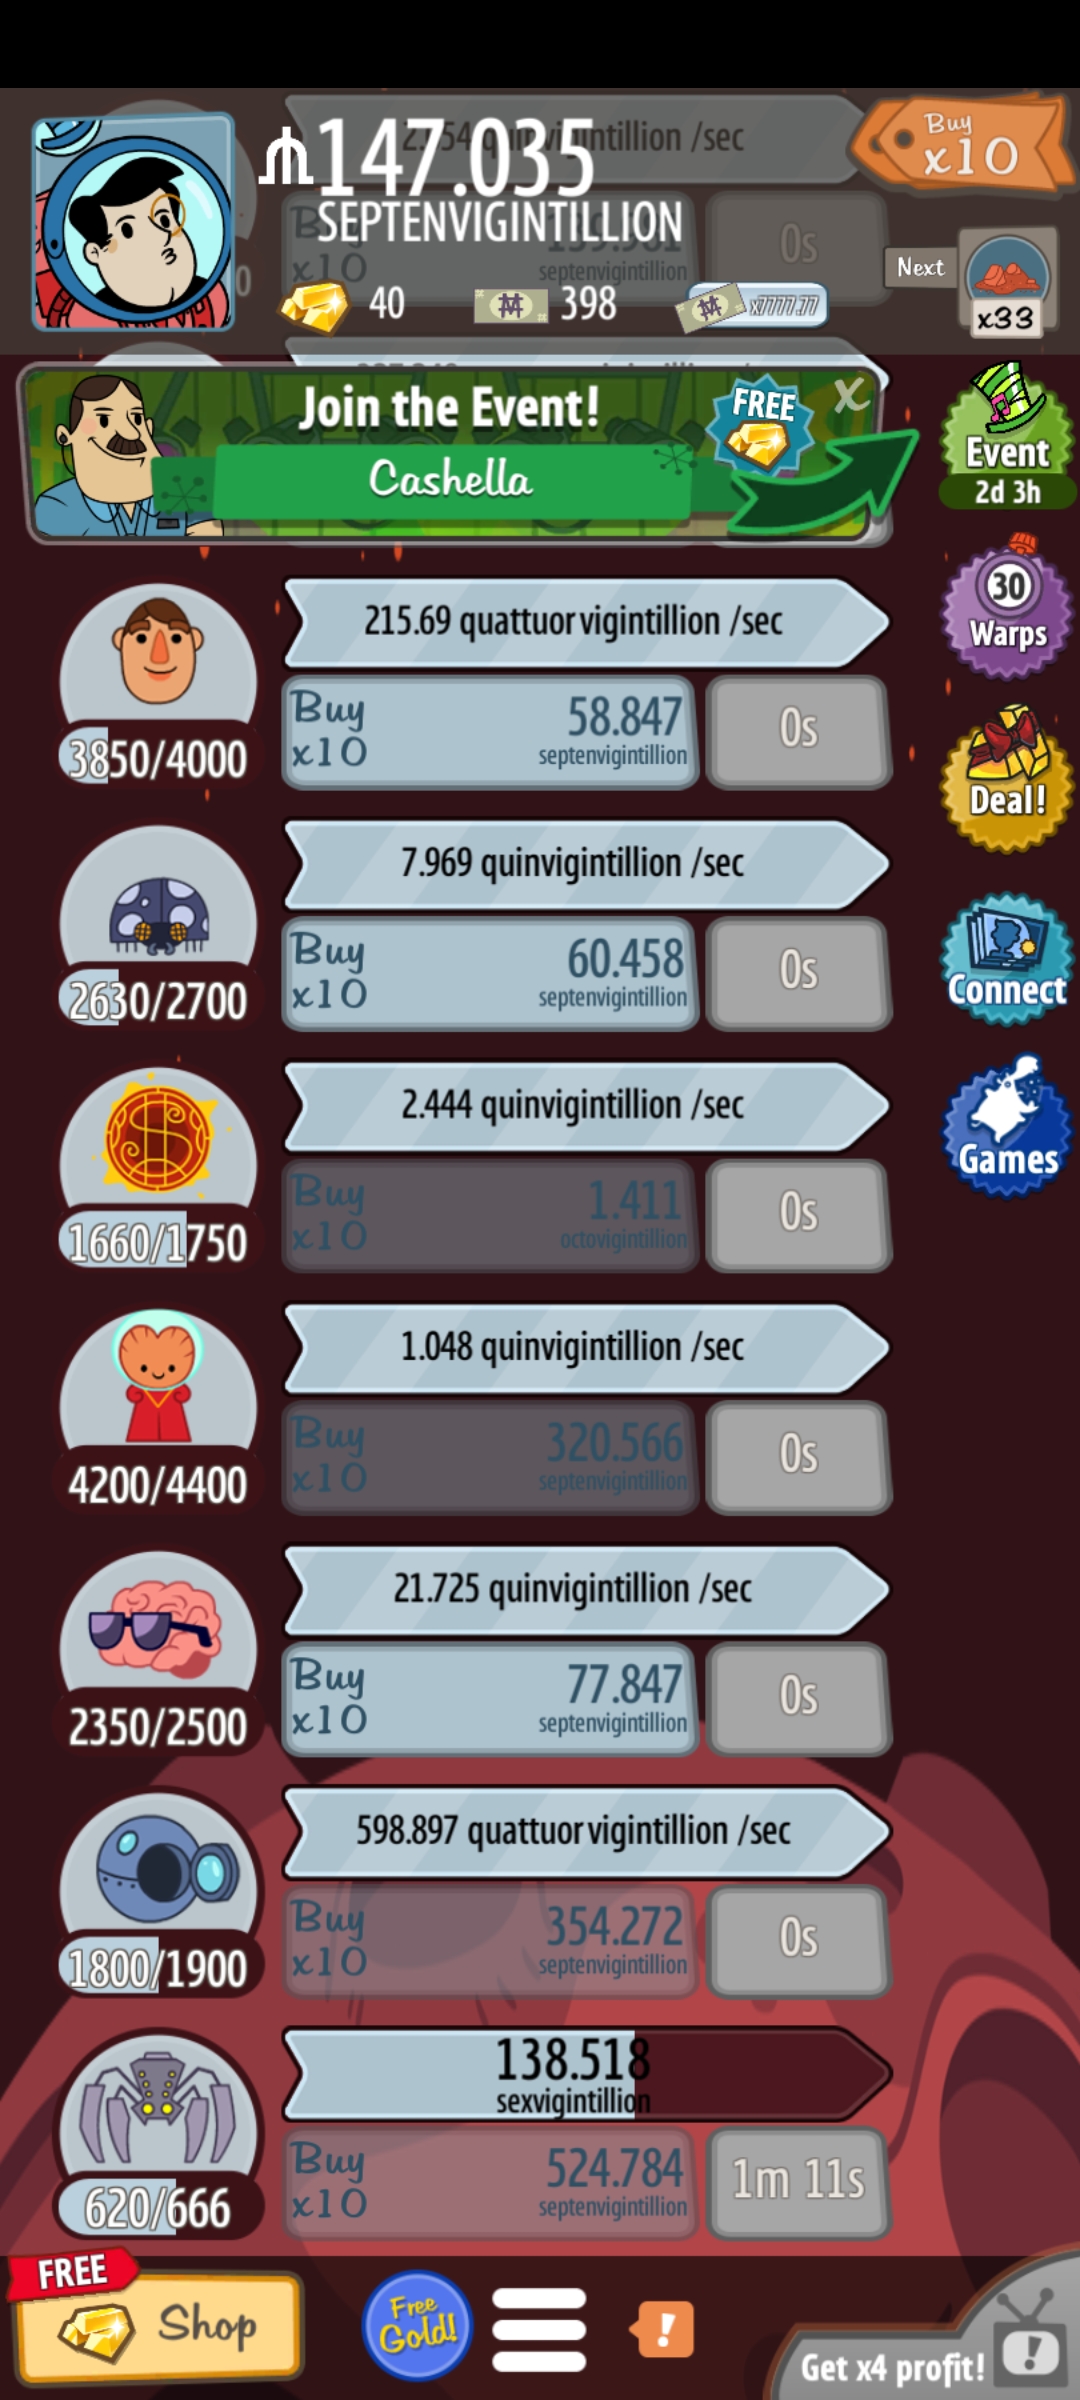 147.035
SEPTENVIGINTILLION
Buy
x10
40
398
x7777.77
Next
x33
/sec
0s
x10
septenvigintillion
Join the Event!
FREE
X
Cashella
Event
2d 3h
215.69 quattuorvigintillion /sec
Buy
x10
58.847
septenvigintillion
0s
3850/4000
30
Warps
Deal!
7.969 quinvigintillion /sec
Buy
x10
60.458
septenvigintillion
0s
2630/2700
Connect
2.444 quinvigintillion /sec
Buy
x10
1.411
octovigintillion
0s
1660/1750
Games
1.048 quinvigintillion /sec
Buy
x10
320.566
septenvigintillion
0s
4200/4400
21.725 quinvigintillion /sec
Buy
x10
77.847
septenvigintillion
0s
2350/2500
598.897 quattuorvigintillion /sec
Buy
x10
354.272
septenvigintillion
0s
1800/1900
138.518
sexvigintillion
Buy
x10
524.784
septenvigintillion
1m 11s
620/666
FREE
Shop
Free
Gold!
!
Get x4 profit!
!